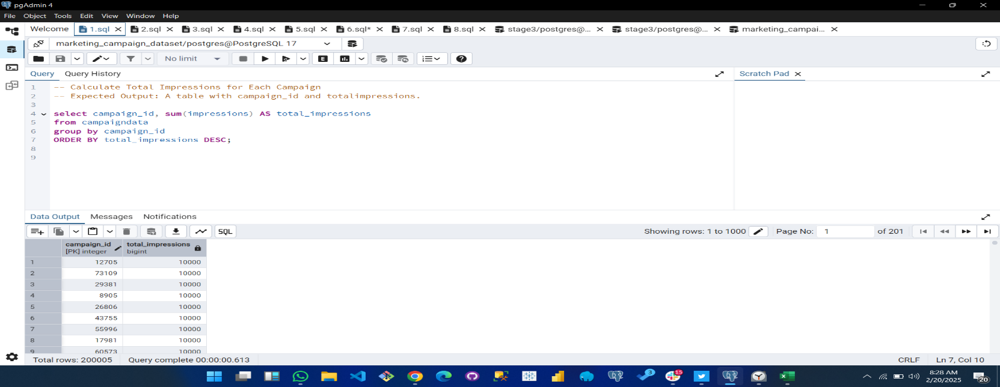 pgAdmin 4
File Object Tools Edit View Window Help
Welcome 1.sql 2.sql 3.sql 4.sql 5.sql 6.sql* 7.sql 8.sql stage3/postgres@... stage3/postgres@... marketing_campai...
marketing_campaign_dataset/postgres@PostgreSQL 17
No limit E
Query Query History Scratch Pad
1 -- Calculate Total Impressions for Each Campaign
2 -- Expected Output: A table with campaign_id and totalimpressions.
3
4 select campaign_id, sum(impressions) AS total_impressions
5 from campaigndata
6 group by campaign_id
7 ORDER BY total_impressions DESC;
8
9
Data Output Messages Notifications
SQL Showing rows: 1 to 1000 Page No: 1 of 201
campaign_id total_impressions
[PK] integer bigint
1 12705 10000
2 73109 10000
3 29381 10000
4 8905 10000
5 26806 10000
6 43755 10000
7 55996 10000
8 17981 10000
9 60573 10000
Total rows: 200005 Query complete 00:00:00.613 CRLF Ln 7, Col 10
3 15 8:28 AM
2/20/2025 20